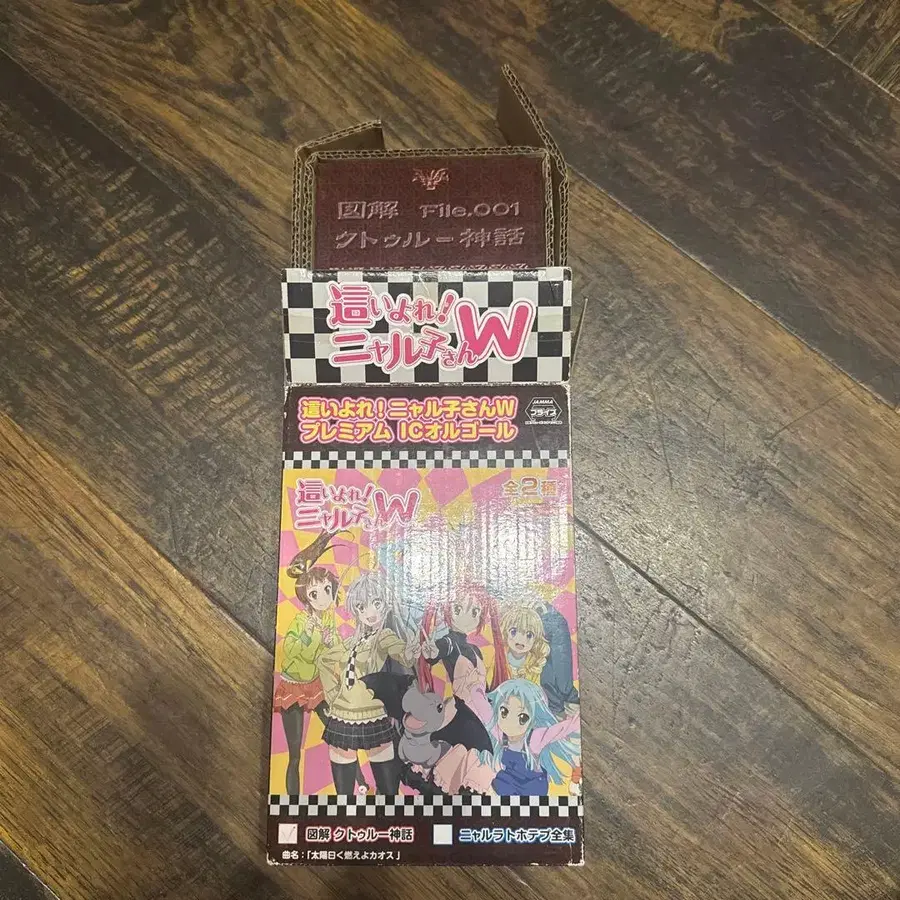 図解 File.001
クトゥルー神話
這いよれ!
ニャル子さんW
這いよれ!ニャル子さんW
プレミアム ICオルゴール
JAMMA
プライズ
這いよれ!
ニャル子さんW
全2種
図解 クトゥルー神話
ニャルラトホテプ全集
曲名:「太陽曰く燃えよカオス」